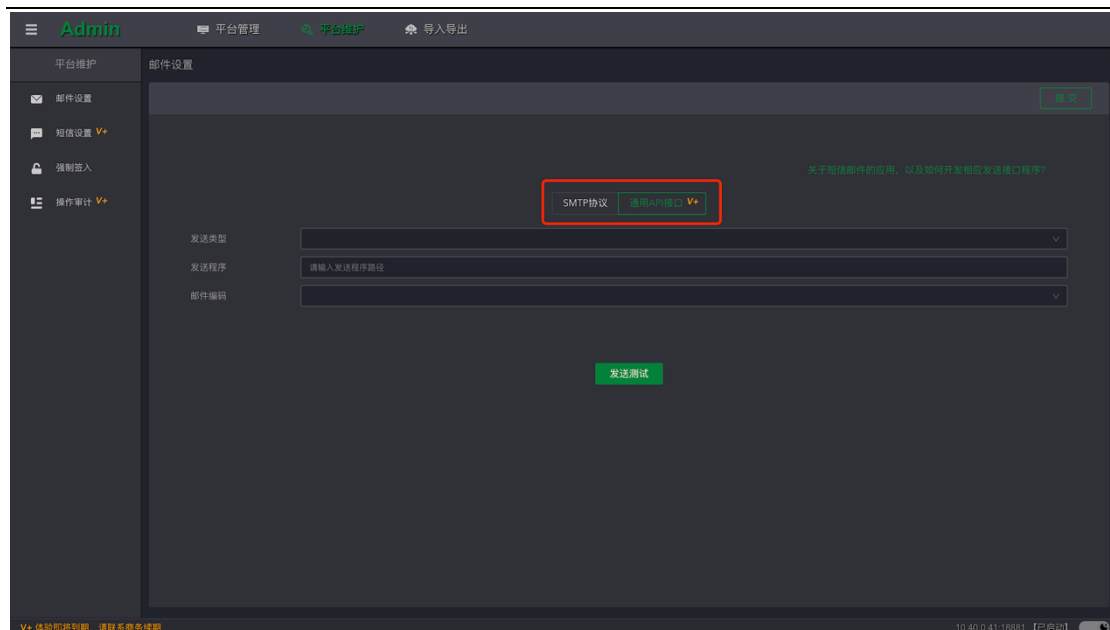 Admin 平台管理 平台维护 导入导出
平台维护 邮件设置
邮件设置 提交
短信设置 V+
强制签入 关于短信邮件的应用，以及如何开发相应发送接口程序?
操作审计 V+ SMTP协议 通用API接口 V+
发送类型
发送程序 请输入发送程序路径
邮件编码
发送测试
V+ 体验即将到期，请联系商务续期 10.40.0.41:18881 【已启动】